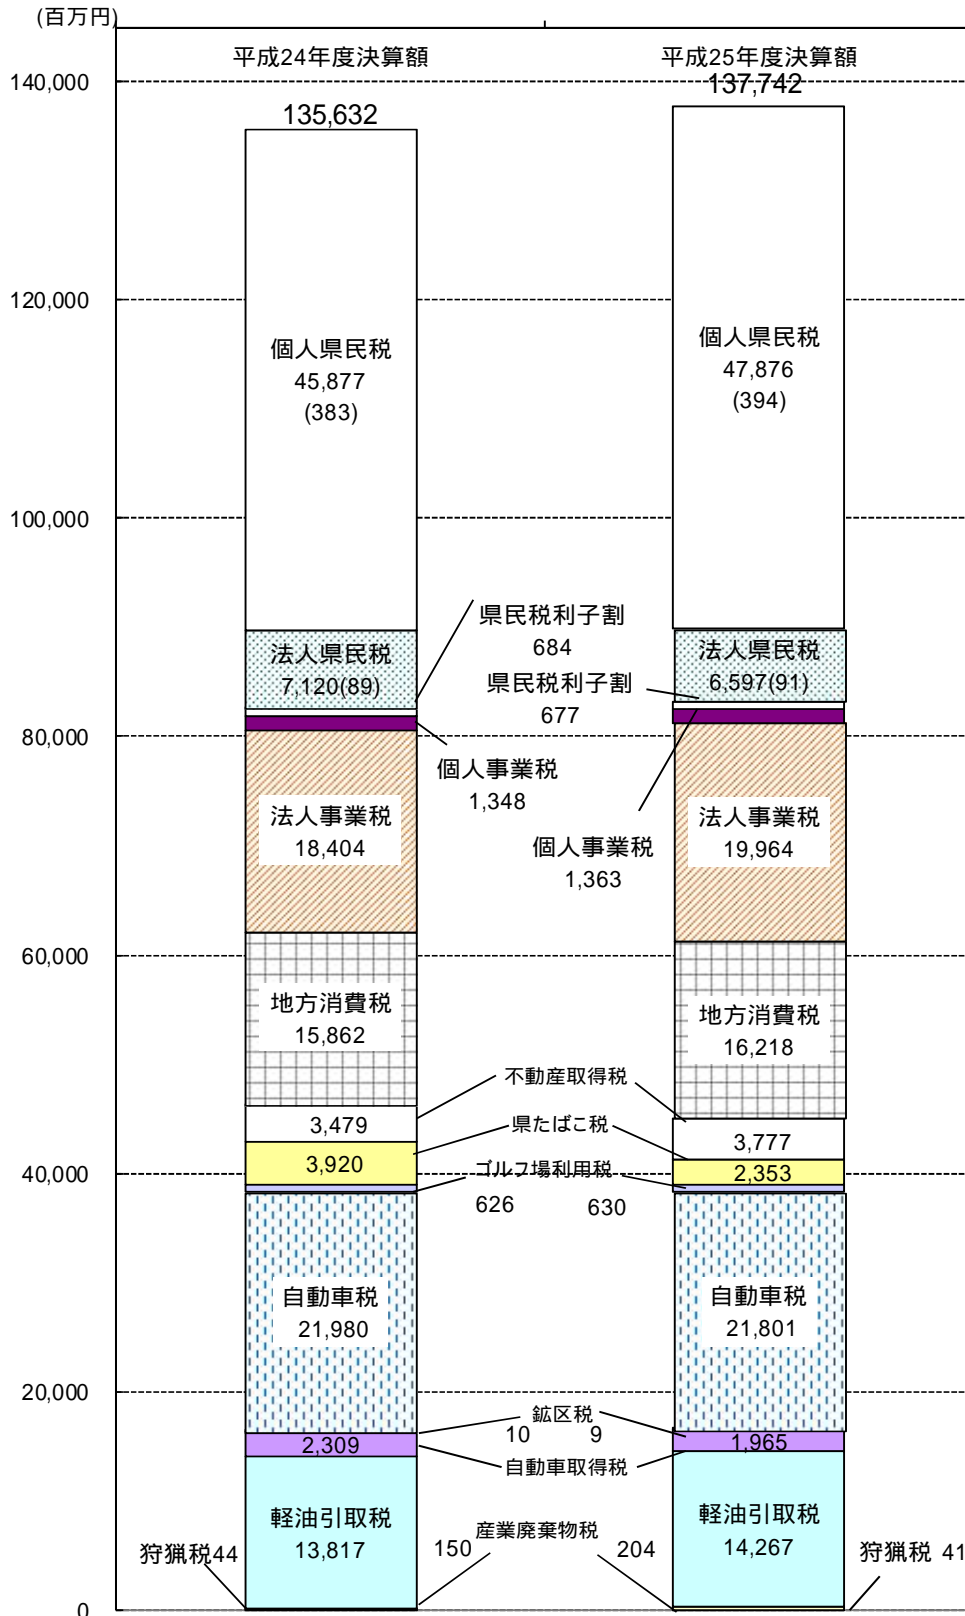 (百万円)
平成24年度決算額
平成25年度決算額
140,000
120,000
100,000
80,000
60,000
40,000
20,000
0
135,632
137,742
個人県民税
45,877
(383)
個人県民税
47,876
(394)
県民税利子割
684
法人県民税
7,120(89)
法人県民税
6,597(91)
県民税利子割
677
個人事業税
1,348
法人事業税
18,404
法人事業税
19,964
個人事業税
1,363
地方消費税
15,862
地方消費税
16,218
不動産取得税
3,479
3,777
県たばこ税
3,920
2,353
ゴルフ場利用税
626
630
自動車税
21,980
自動車税
21,801
鉱区税
10
9
2,309
1,965
自動車取得税
軽油引取税
13,817
軽油引取税
14,267
産業廃棄物税
150
204
狩猟税44
狩猟税 41